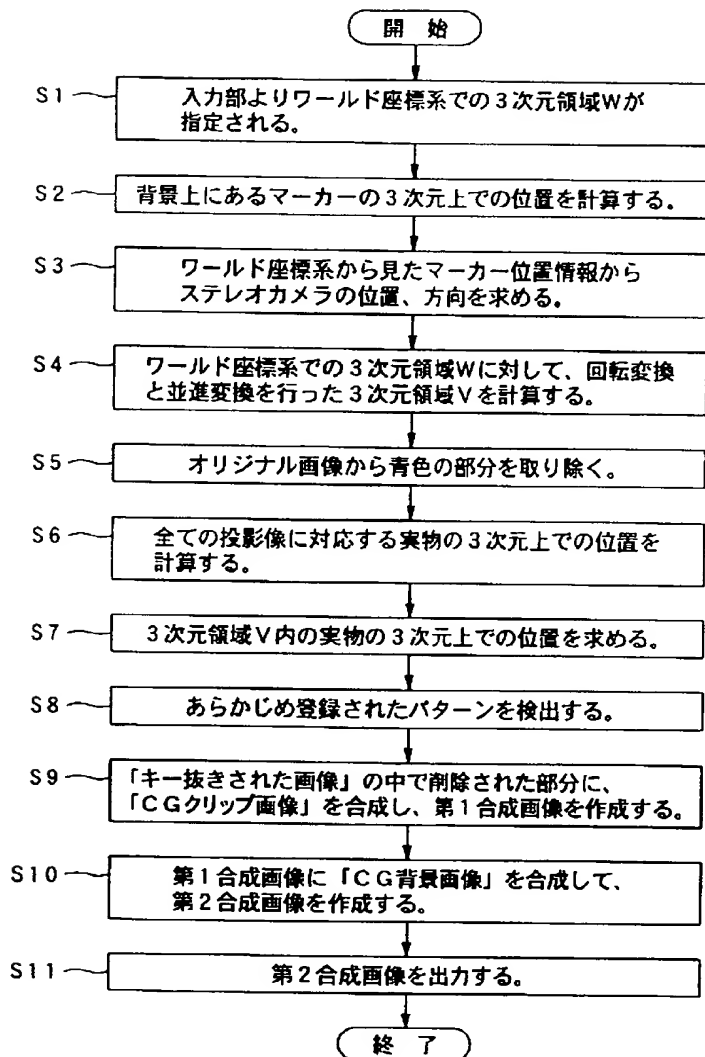 開 始
S1
入力部よりワールド座標系での3次元領域Wが
指定される。
S2
背景上にあるマーカーの3次元上での位置を計算する。
S3
ワールド座標系から見たマーカー位置情報から
ステレオカメラの位置、方向を求める。
S4
ワールド座標系での3次元領域Wに対して、回転変換
と並進変換を行った3次元領域Vを計算する。
S5
オリジナル画像から青色の部分を取り除く。
S6
全ての投影像に対応する実物の3次元上での位置を
計算する。
S7
3次元領域V内の実物の3次元上での位置を求める。
S8
あらかじめ登録されたパターンを検出する。
S9
「キー抜きされた画像」の中で削除された部分に、
「CGクリップ画像」を合成し、第1合成画像を作成する。
S10
第1合成画像に「CG背景画像」を合成して、
第2合成画像を作成する。
S11
第2合成画像を出力する。
終 了